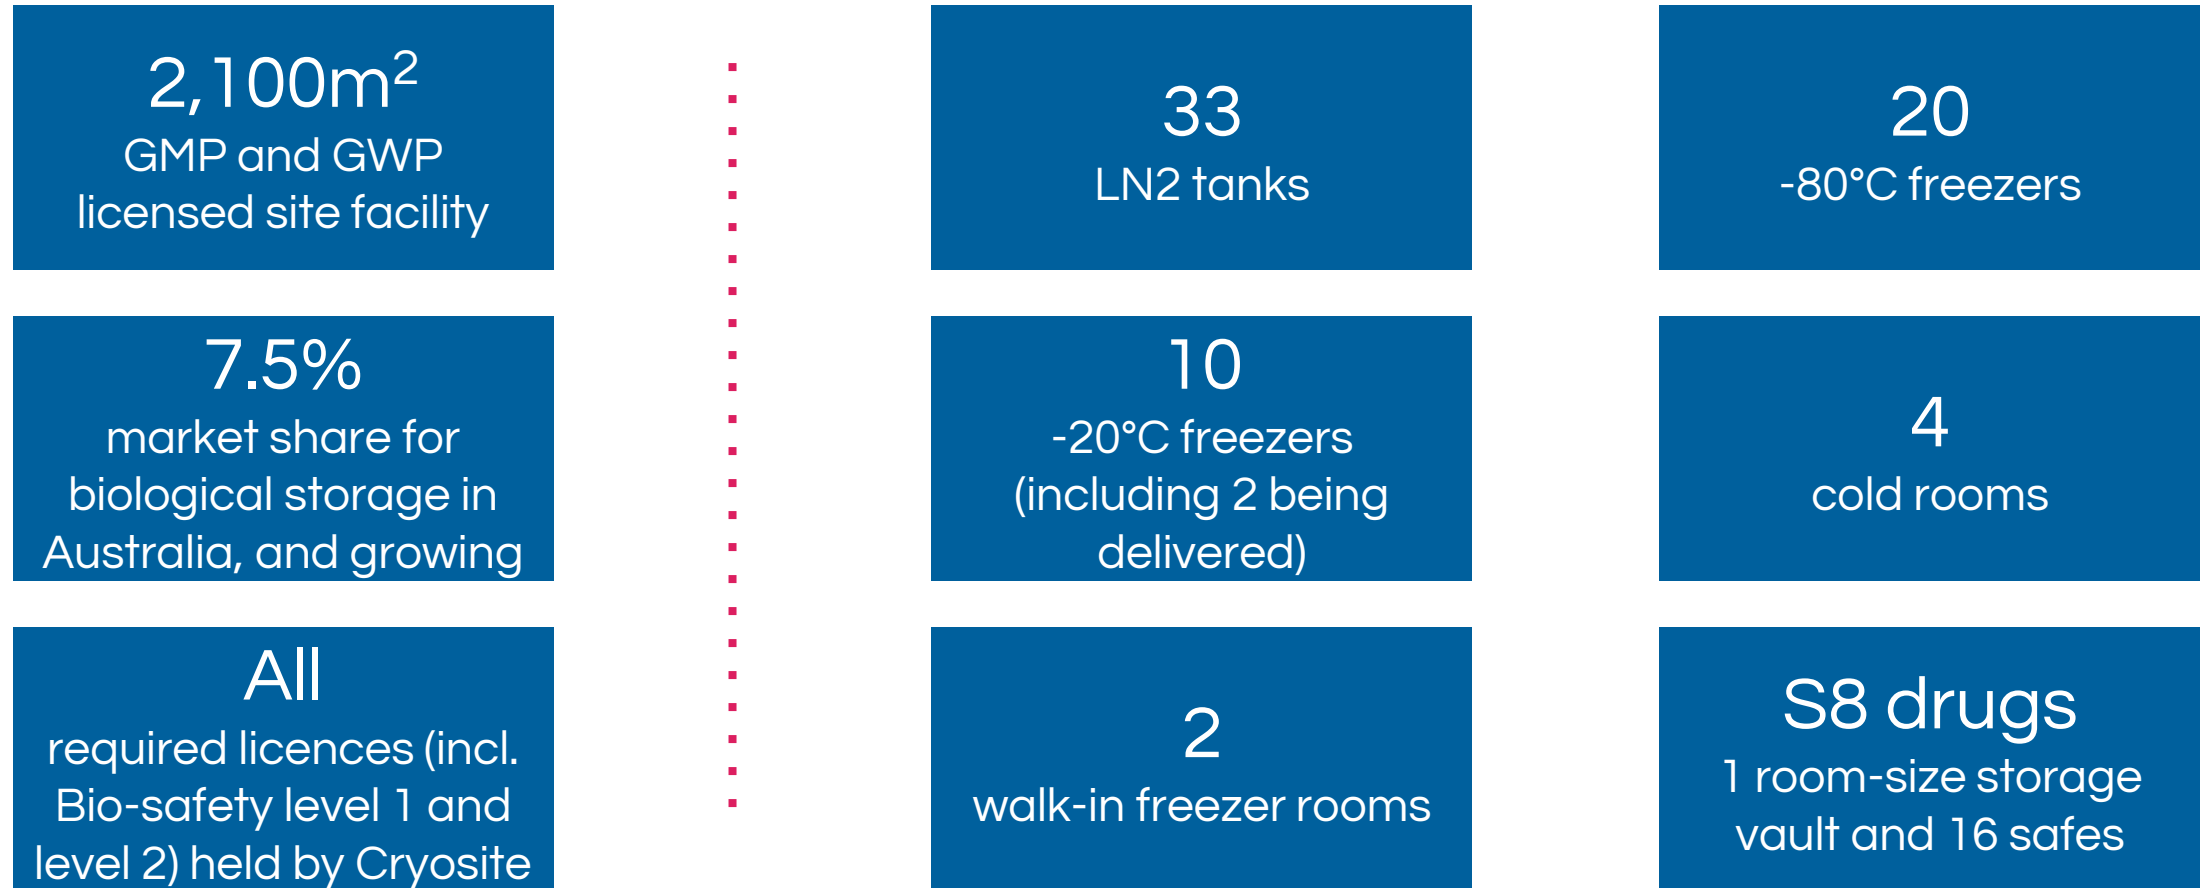 2,100m²
GMP and GWP
licensed site facility
7.5%
market share for
biological storage in
Australia, and growing
All
required licences (incl.
Bio-safety level 1 and
level 2) held by Cryosite
33
LN2 tanks
20
-80°C freezers
10
-20°C freezers
(including 2 being
delivered)
4
cold rooms
2
walk-in freezer rooms
S8 drugs
1 room-size storage
vault and 16 safes